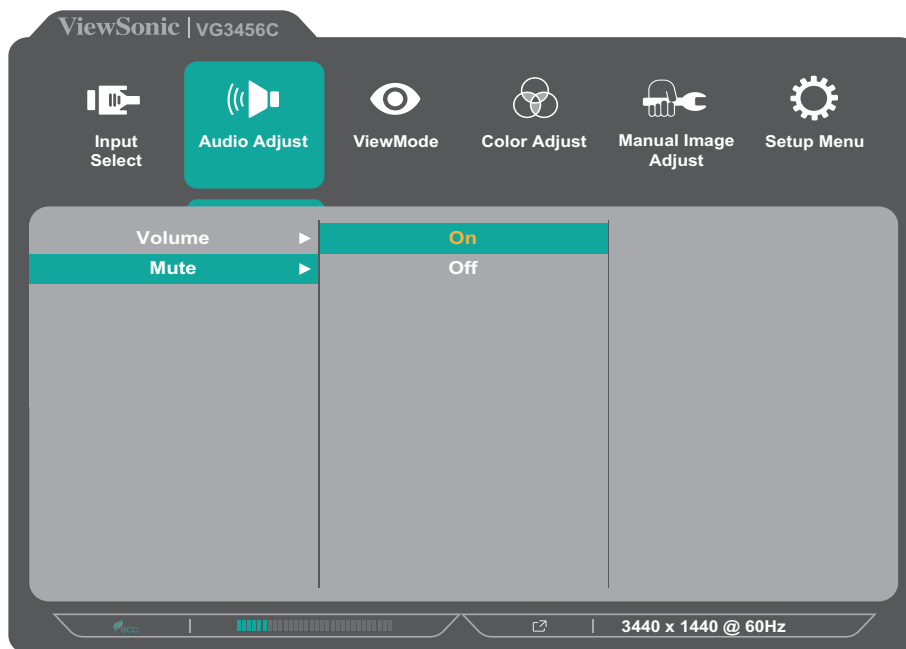 ViewSonic | VG3456C
Input
Select
Audio Adjust
ViewMode
Color Adjust
Manual Image
Adjust
Setup Menu
Volume
On
Mute
Off
eco
3440 x 1440 @ 60Hz